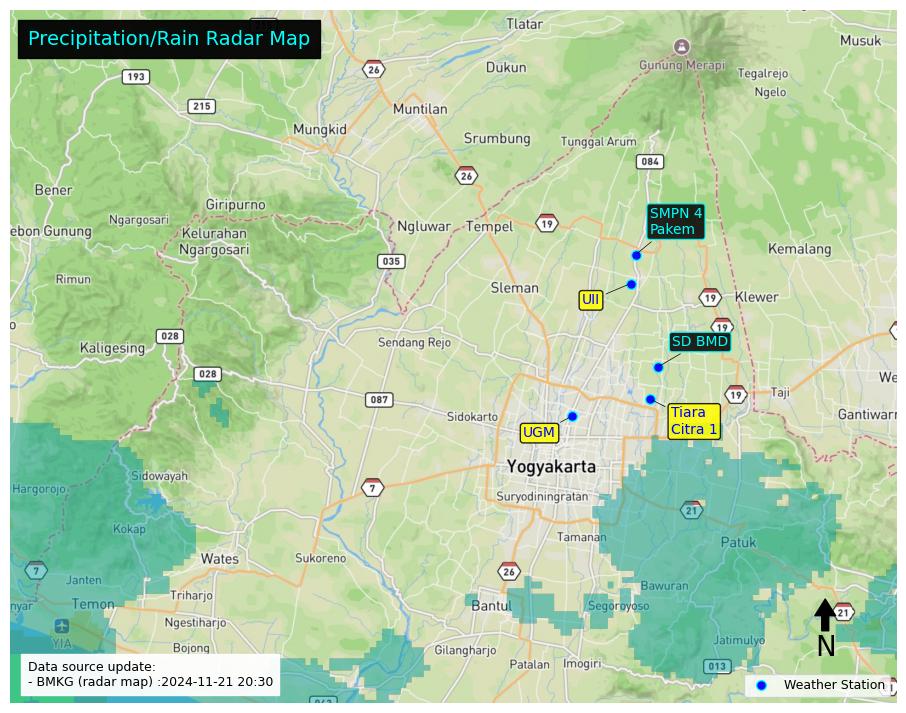 Precipitation/Rain Radar Map
Tlatar
Musuk
26
193
Dukun
Gunung Merapi
Tegalrejo
Ngelo
215
Muntilan
Mungkid
Srumbung
Tunggal Arum
084
26
Bener
Ngargosari
Giripurno
SMPN 4
Pakem
ebon Gunung
Kelurahan
Ngargosari
Ngluwar
Tempel
19
Kemalang
035
Rimun
Sleman
UII
19
Klewer
19
028
Kaligesing
Sendang Rejo
SD BMD
028
087
19
Taji
We
Sidokarto
Tiara
Citra 1
Gantiwarn
UGM
Yogyakarta
Sidowayah
Hargorojo
7
Suryodiningratan
21
Kokap
Tamanan
Patuk
Wates
Sukoreno
7
26
Janten
Bawuran
nyar
Temon
Triharjo
Bantul
Segoroyoso
21
Ngestiharjo
YIA
Bojong
Jatimulyo
N
Gilangharjo
Patalan
Imogiri
013
Data source update:
- BMKG (radar map) :2024-11-21 20:30
Weather Station